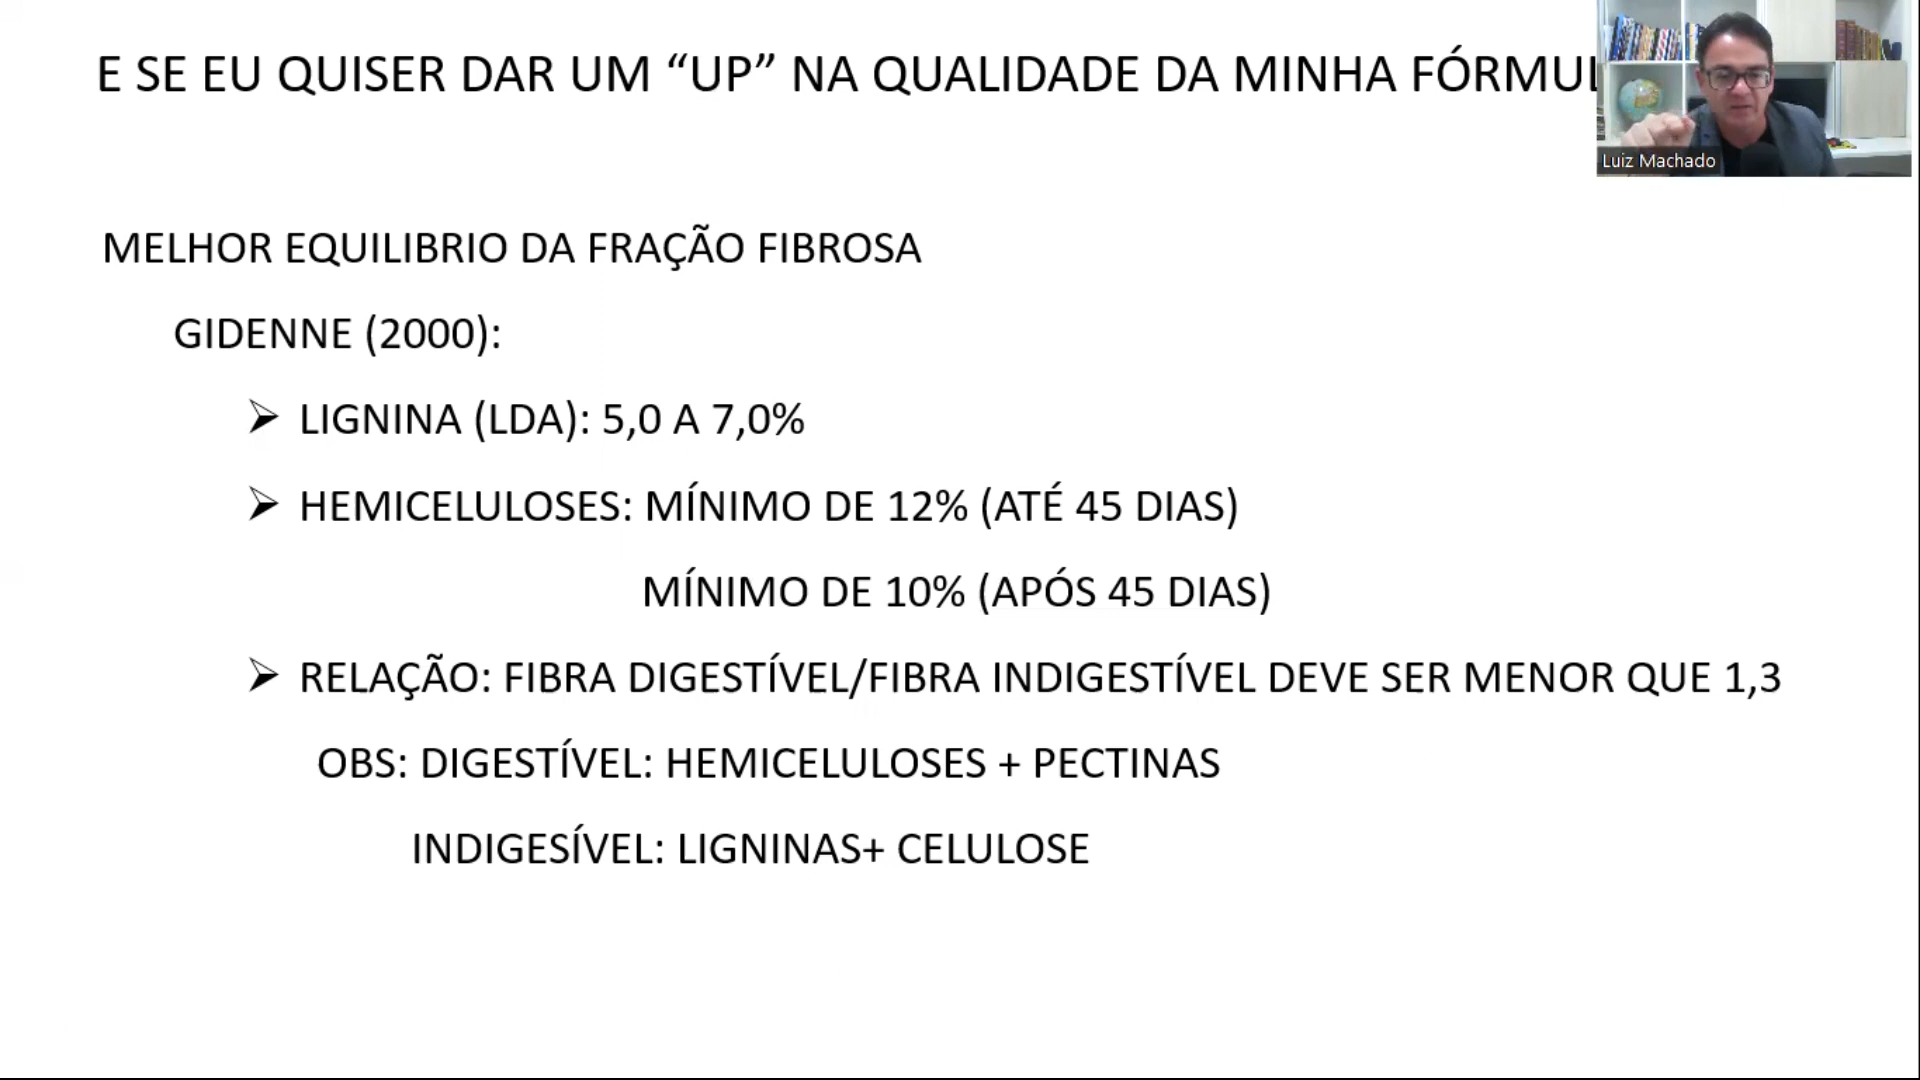 E SE EU QUISER DAR UM “UP” NA QUALIDADE DA MINHA
Luiz Machado
MELHOR EQUILIBRIO DA FRAÇÃO FIBROSA
GIDENNE (2000):
➢ LIGNINA (LDA): 5,0 A 7,0%
➢ HEMICELULOSES: MÍNIMO DE 12% (ATÉ 45 DIAS)
MÍNIMO DE 10% (APÓS 45 DIAS)
➢ RELAÇÃO: FIBRA DIGESTÍVEL/FIBRA INDIGESTÍVEL DEVE SER MENOR QUE 1,3
OBS: DIGESTÍVEL: HEMICELULOSES + PECTINAS
INDIGESÍVEL: LIGNINAS+ CELULOSE